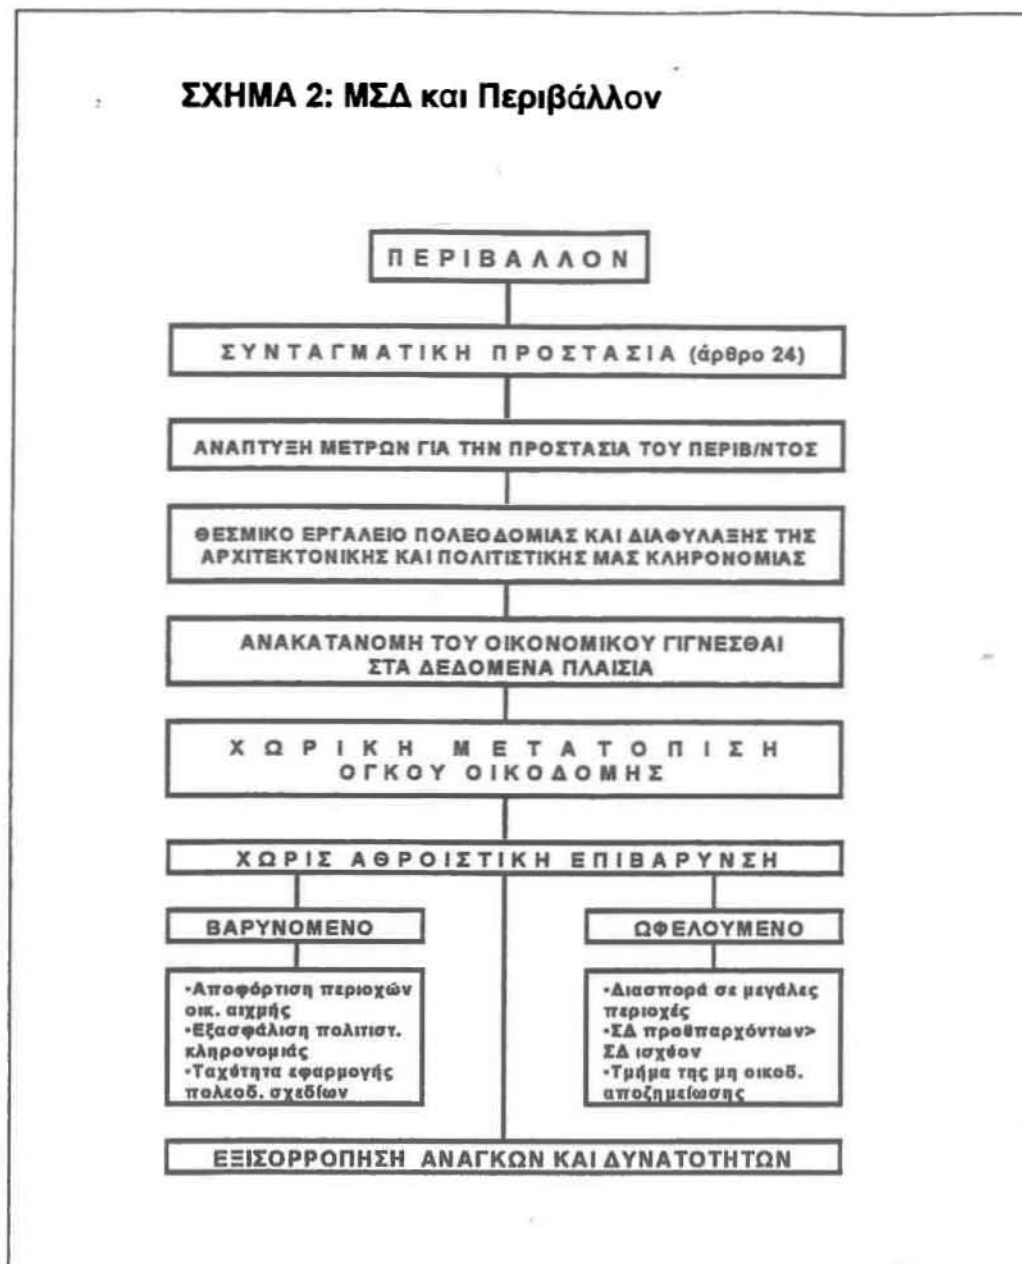 ΣΧΗΜΑ 2: ΜΣΔ και Περιβάλλον
ΠΕΡΙΒΑΛΛΟΝ
ΣΥΝΤΑΓΜΑΤΙΚΗ ΠΡΟΣΤΑΣΙΑ (άρθρο 24)
ΑΝΑΠΤΥΞΗ ΜΕΤΡΩΝ ΓΙΑ ΤΗΝ ΠΡΟΣΤΑΣΙΑ ΤΟΥ ΠΕΡΙΒ/ΝΤΟΣ
ΘΕΣΜΙΚΟ ΕΡΓΑΛΕΙΟ ΠΟΛΕΟΔΟΜΙΑΣ ΚΑΙ ΔΙΑΦΥΛΑΞΗΣ ΤΗΣ
ΑΡΧΙΤΕΚΤΟΝΙΚΗΣ ΚΑΙ ΠΟΛΙΤΙΣΤΙΚΗΣ ΜΑΣ ΚΛΗΡΟΝΟΜΙΑΣ
ΑΝΑΚΑΤΑΝΟΜΗ ΤΟΥ ΟΙΚΟΝΟΜΙΚΟΥ ΓΙΓΝΕΣΘΑΙ
ΣΤΑ ΔΕΔΟΜΕΝΑ ΠΛΑΙΣΙΑ
ΧΩΡΙΚΗ ΜΕΤΑΤΟΠΙΣΗ
ΟΓΚΟΥ ΟΙΚΟΔΟΜΗΣ
ΧΩΡΙΣ ΑΘΡΟΙΣΤΙΚΗ ΕΠΙΒΑΡΥΝΣΗ
ΒΑΡΥΝΟΜΕΝΟ
•Αποφόρτιση περιοχών
οικ. αιχμής
•Εξασφάλιση πολιτιστ.
κληρονομιάς
•Ταχύτητα εφαρμογής
πολεοδ. σχεδίων
ΩΦΕΛΟΥΜΕΝΟ
•Διασπορά σε μεγάλες
περιοχές
•ΣΔ προϋπαρχόντων>
ΣΔ ισχύον
•Τμήμα της μη οικοδ.
αποζημείωσης
ΕΞΙΣΟΡΡΟΠΗΣΗ ΑΝΑΓΚΩΝ ΚΑΙ ΔΥΝΑΤΟΤΗΤΩΝ